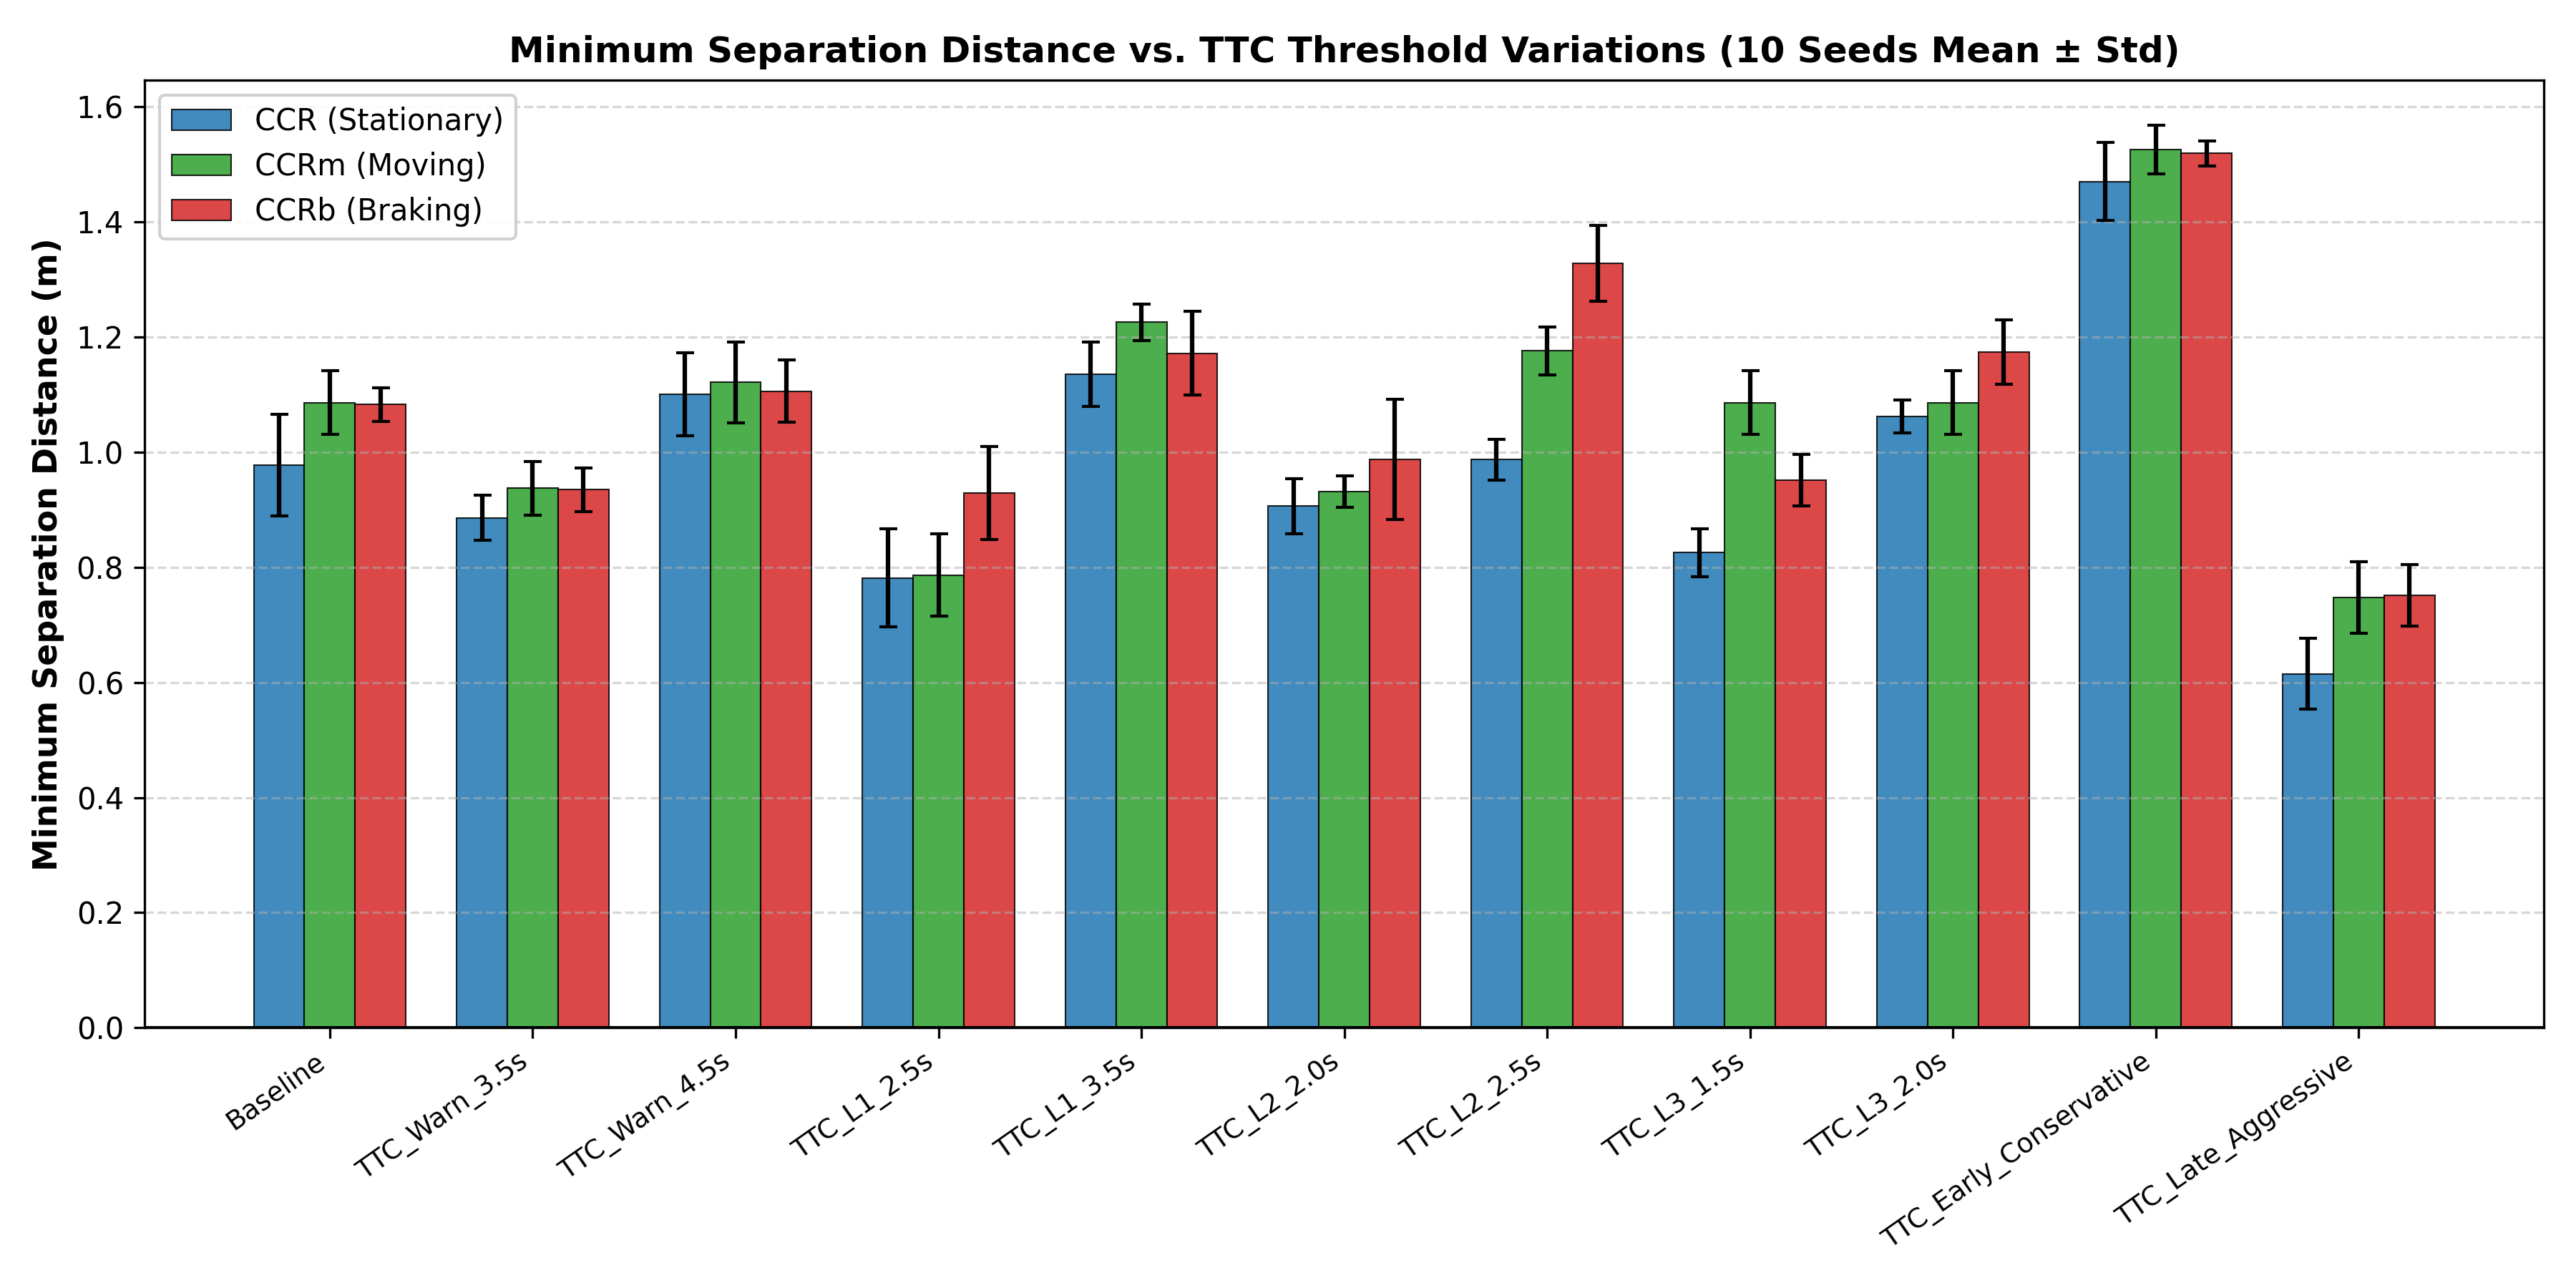 Minimum Separation Distance vs. TTC Threshold Variations (10 Seeds Mean ± Std)
CCR (Stationary)
CCRm (Moving)
CCRb (Braking)
Minimum Separation Distance (m)
1.6
1.4
1.2
1.0
0.8
0.6
0.4
0.2
0.0
Baseline
TTC_Warn_3.5s
TTC_Warn_4.5s
TTC_L1_2.5s
TTC_L1_3.5s
TTC_L2_2.0s
TTC_L2_2.5s
TTC_L3_1.5s
TTC_L3_2.0s
TTC_Early_Conservative
TTC_Late_Aggressive